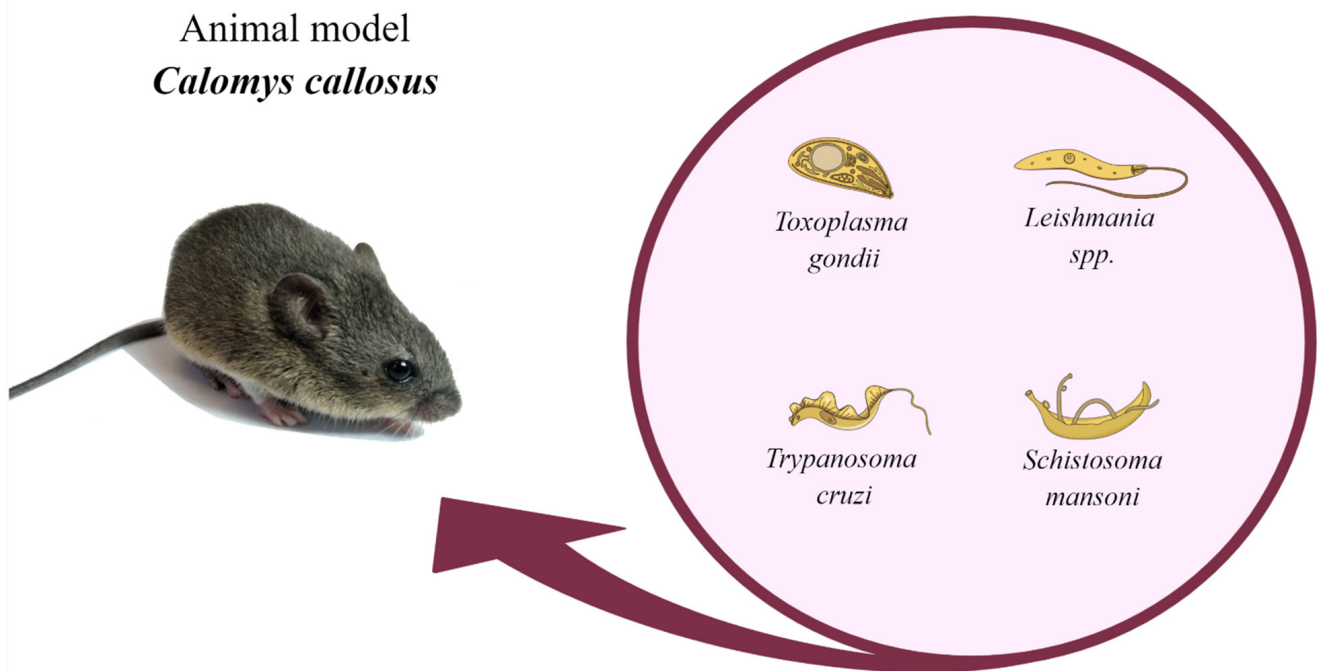 Animal model
Calomys callosus
Toxoplasma
gondii
Leishmania
spp.
Trypanosoma
cruzi
Schistosoma
mansoni